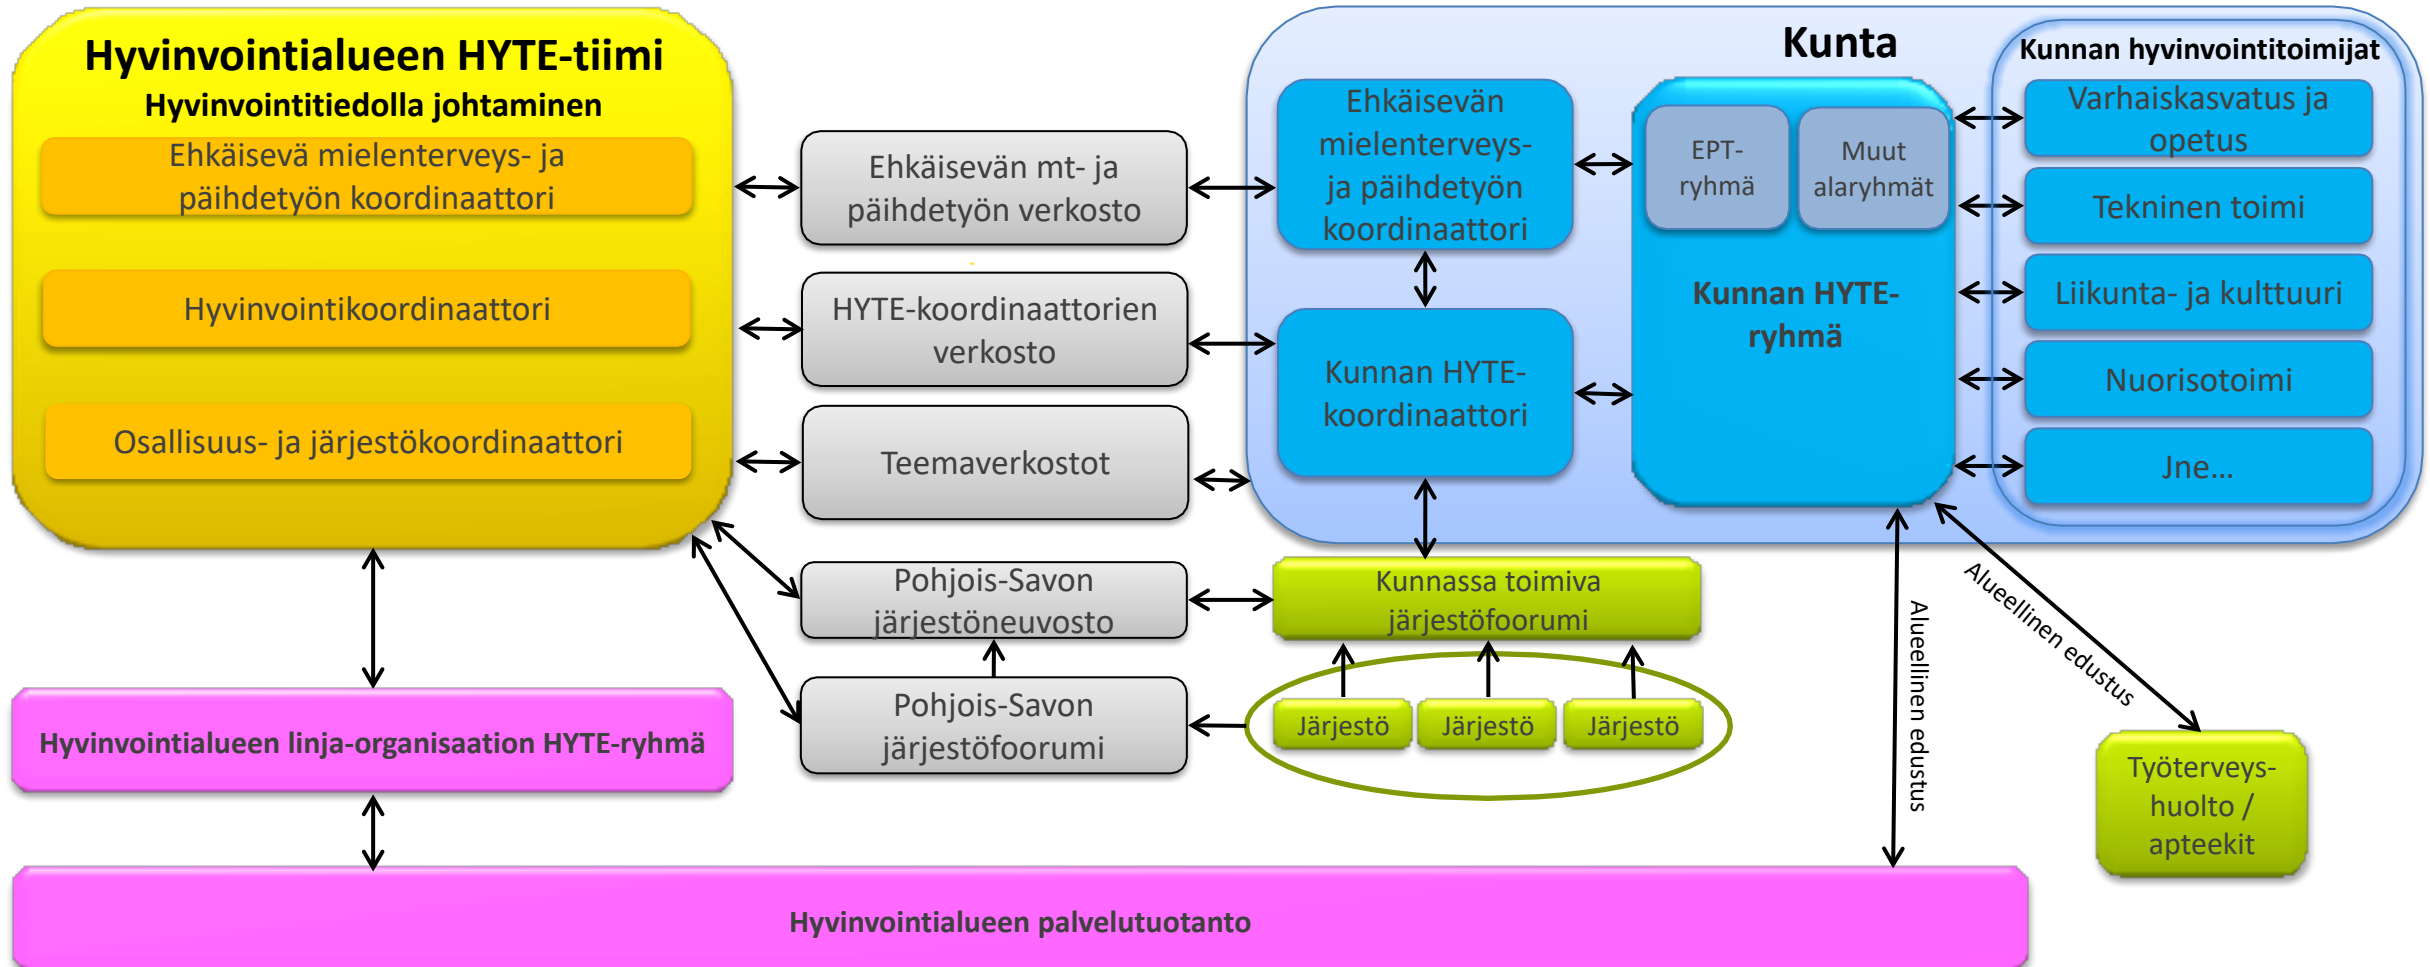 Hyvinvointialueen HYTE-tiimi
Hyvinvointitiedolla johtaminen
Ehkäisevä mielenterveys- ja
päihdetyön koordinaattori
Hyvinvointikoordinaattori
Osallisuus- ja järjestökoordinaattori
Ehkäisevän mt- ja
päihdetyön verkosto
HYTE-koordinaattorien
verkosto
Teemaverkostot
Pohjois-Savon
järjestöneuvosto
Pohjois-Savon
järjestöfoorumi
Kunta
Ehkäisevän
mielenterveys-
ja päihdetyön
koordinaattori
Kunnan HYTE-
koordinaattori
EPT-
ryhmä
Muut
alaryhmät
Kunnan HYTE-
ryhmä
Kunnan hyvinvointitoimijat
Varhaiskasvatus ja
opetus
Tekninen toimi
Liikunta- ja kulttuuri
Nuorisotoimi
Jne...
Kunnassa toimiva
järjestöfoorumi
Järjestö
Järjestö
Järjestö
Alueellinen edustus
Alueellinen edustus
Työterveys-
huolto /
apteekit
Hyvinvointialueen linja-organisaation HYTE-ryhmä
Hyvinvointialueen palvelutuotanto